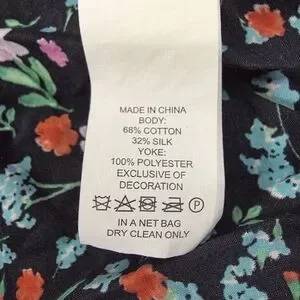 MADE IN CHINA
BODY:
68% COTTON
32% SILK
YOKE:
100% POLYESTER
EXCLUSIVE OF
DECORATION
P
IN A NET BAG
DRY CLEAN ONLY